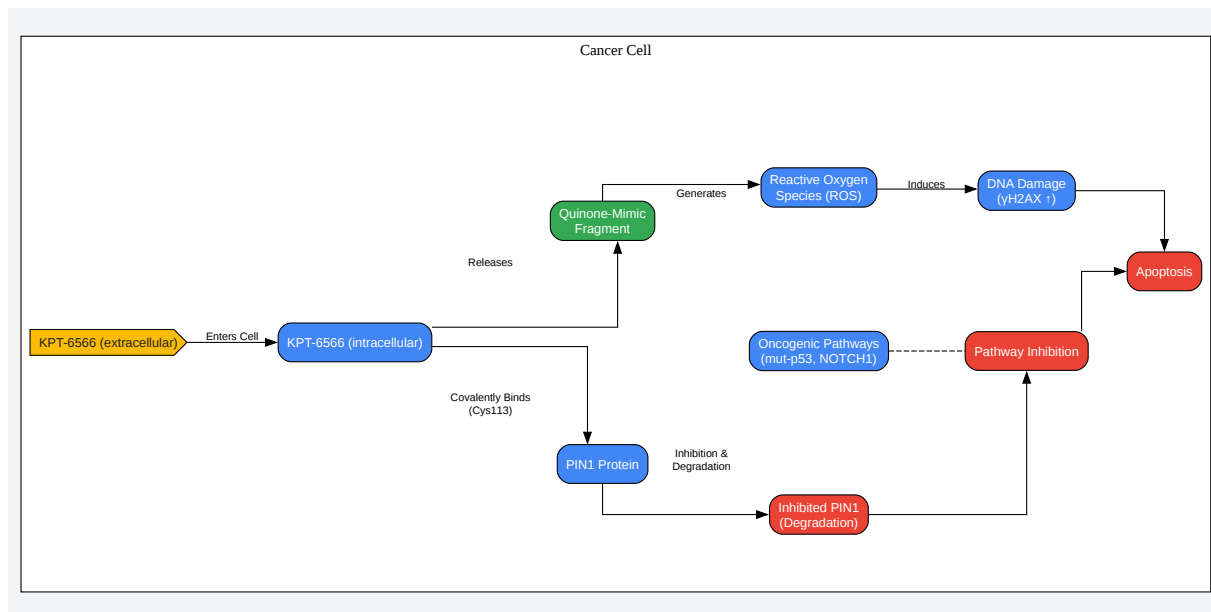 Cancer Cell
Reactive Oxygen
Species (ROS)
Generates
Induces
DNA Damage
(γH2AX ↑)
Quinone-Mimic
Fragment
Releases
Apoptosis
KPT-6566 (extracellular)
Enters Cell
KPT-6566 (intracellular)
Oncogenic Pathways
(mut-p53, NOTCH1)
Pathway Inhibition
Covalently Binds
(Cys113)
PIN1 Protein
Inhibition &
Degradation
Inhibited PIN1
(Degradation)